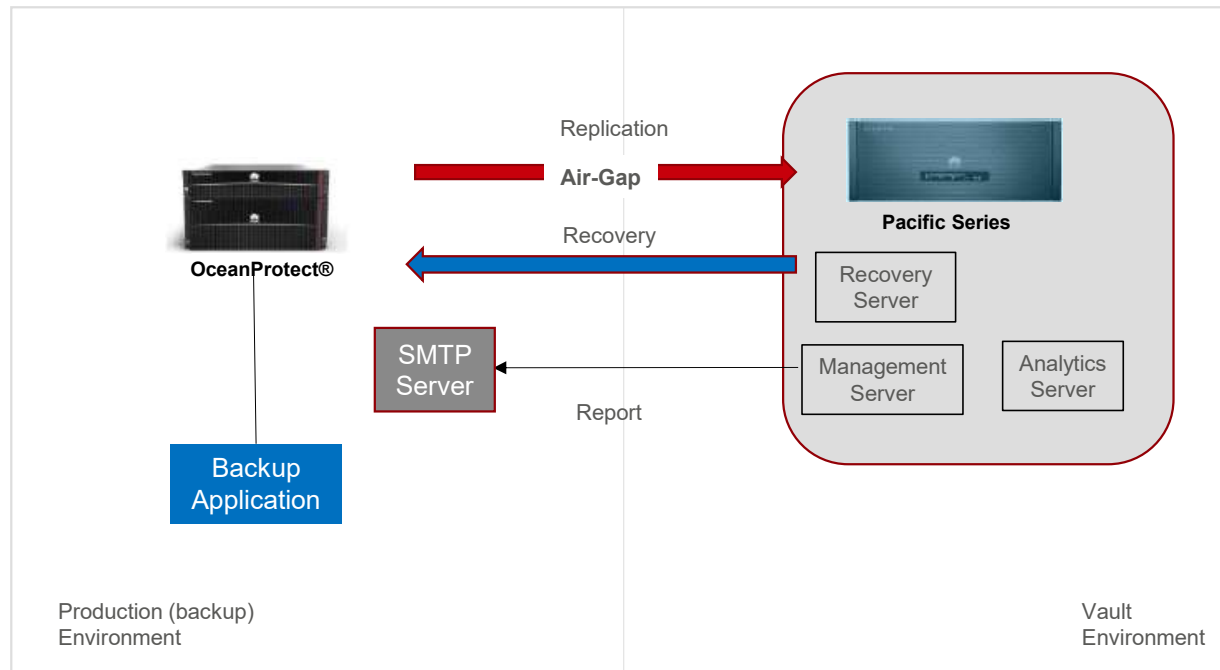 Replication
Air-Gap
Pacific Series
OceanProtect®
Recovery
Recovery
Server
SMTP
Server
Management
Server
Analytics
Server
Report
Backup
Application
Production (backup)
Environment
Vault
Environment